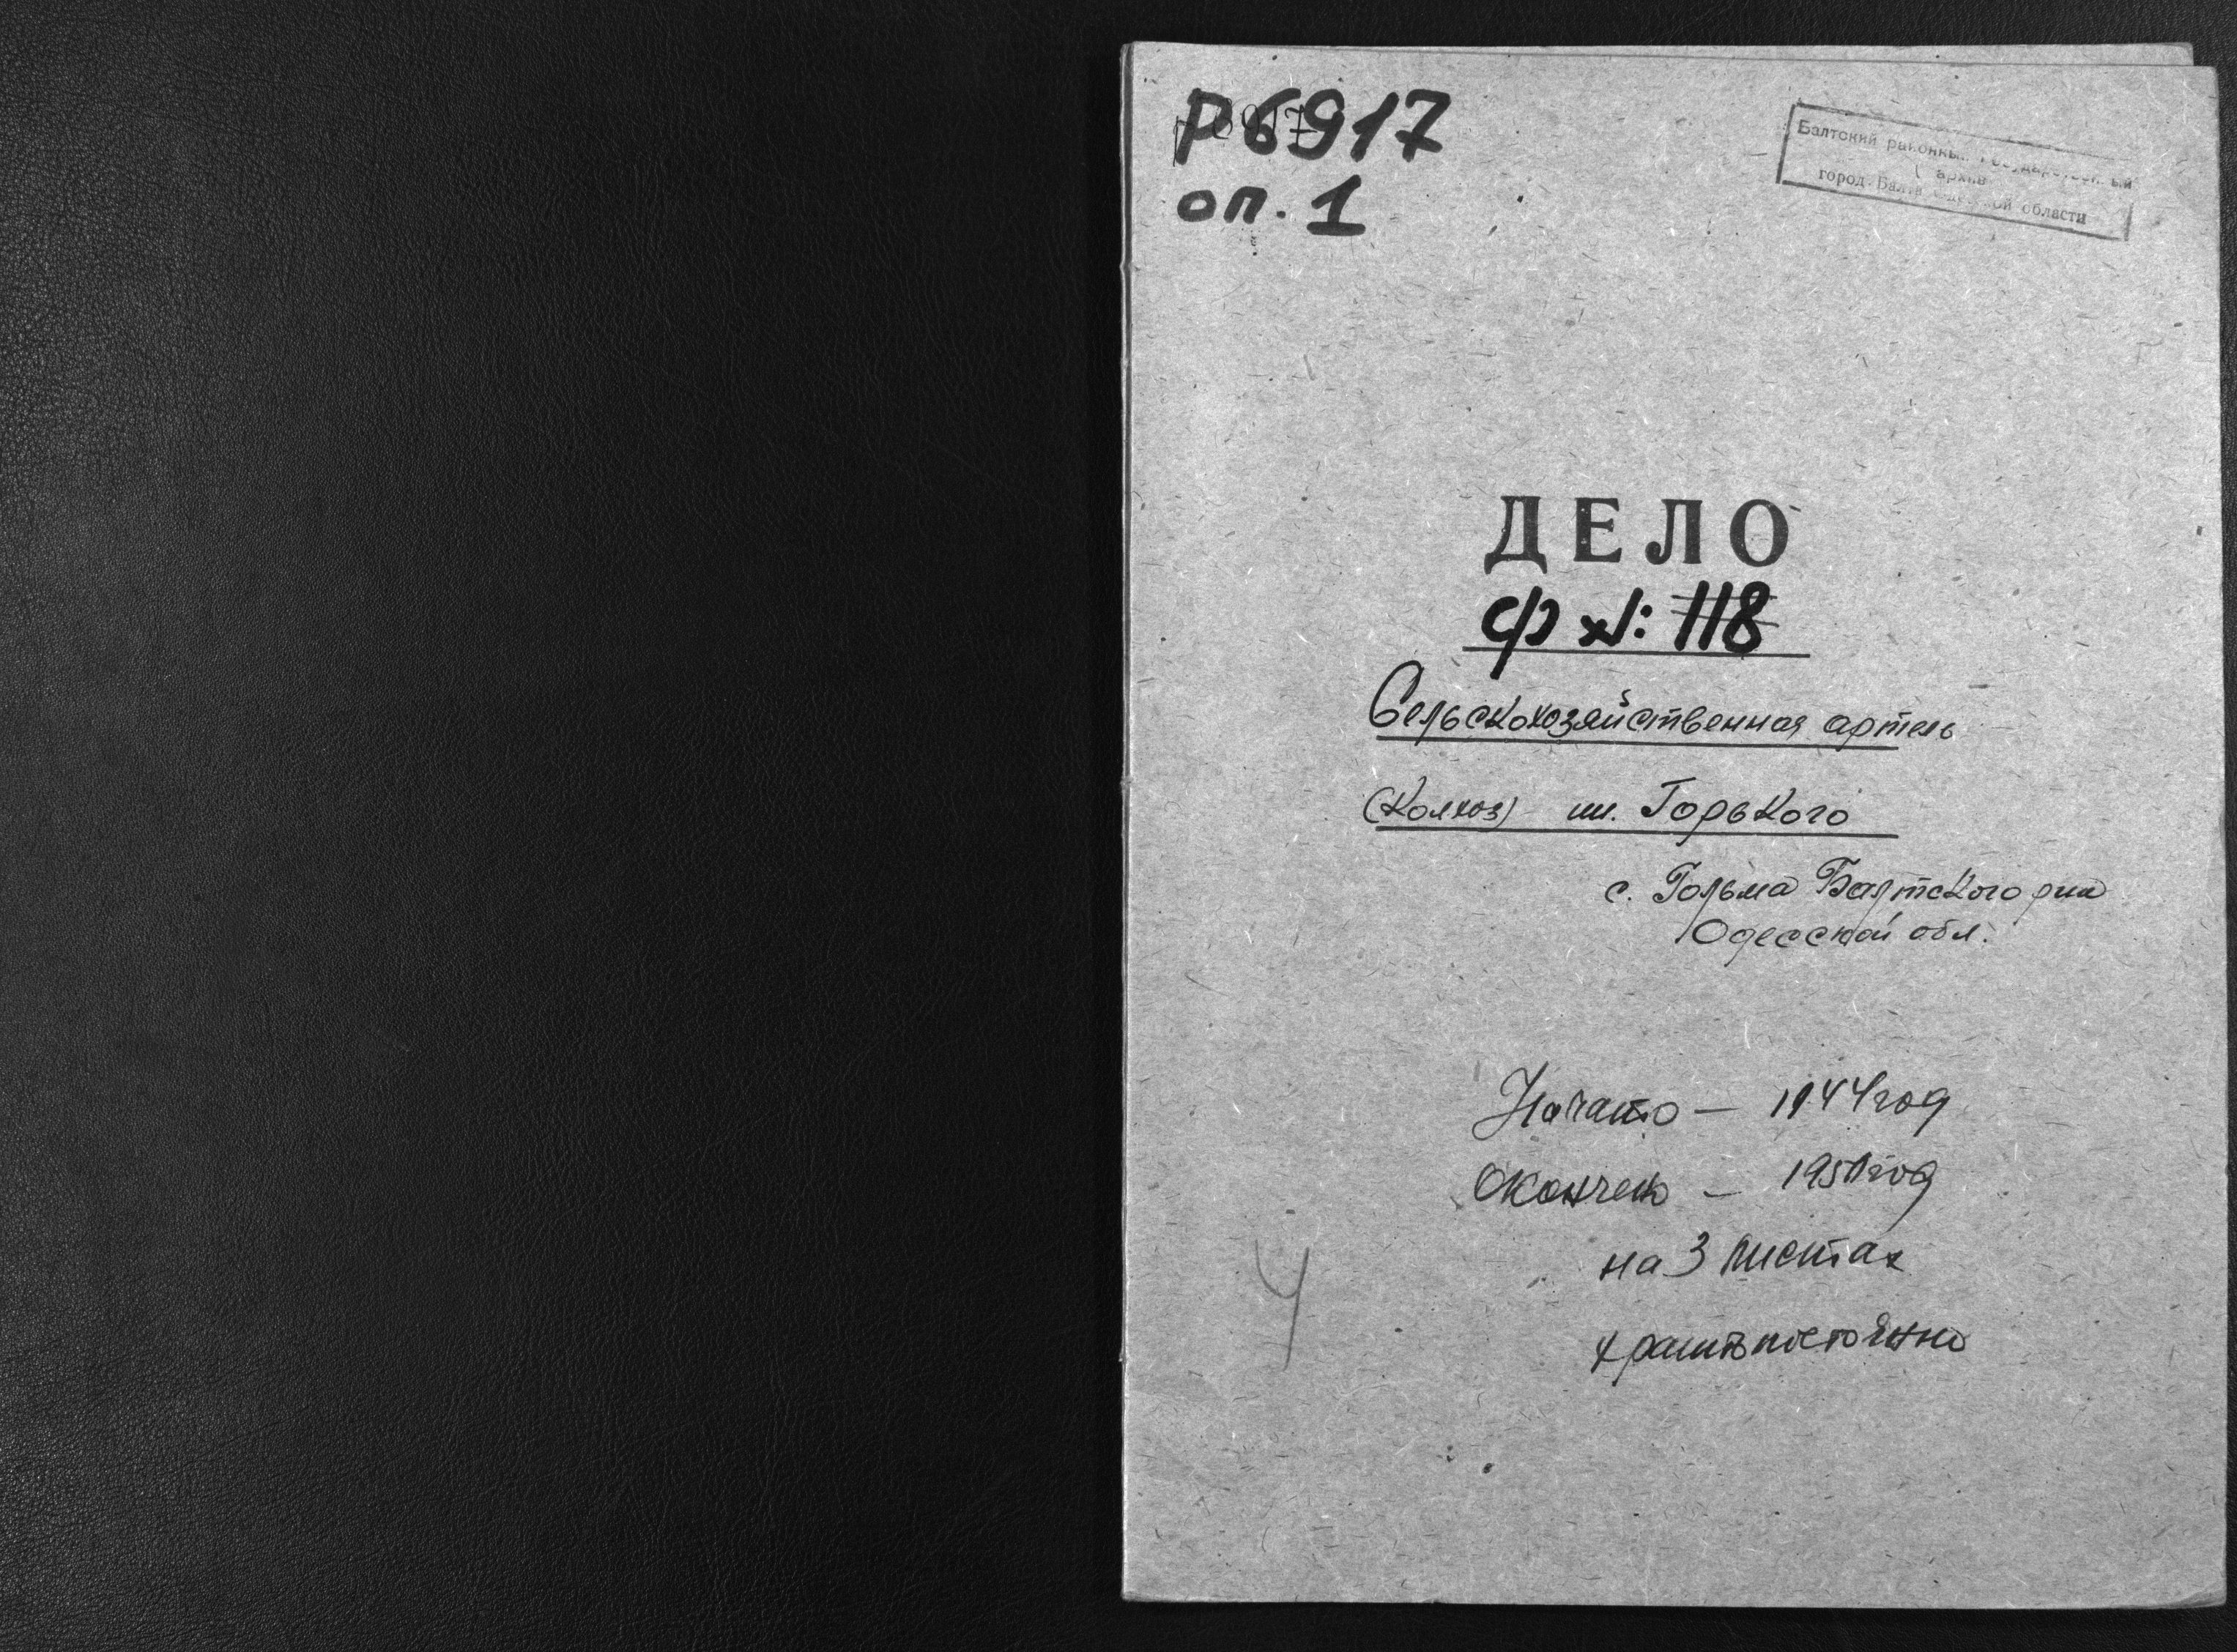 Р6917
оп. 1
Балтский районный государственный
архив
город Балта Одесской области
ДЕЛО
Ф №: 118
Сельскохозяйственная артель
(Колхоз) им. Горького
с. Гольма Балтского р-на
Одесской обл.
Начато — 1944 год
Окончено — год
на 3 листах
хранить постоянно